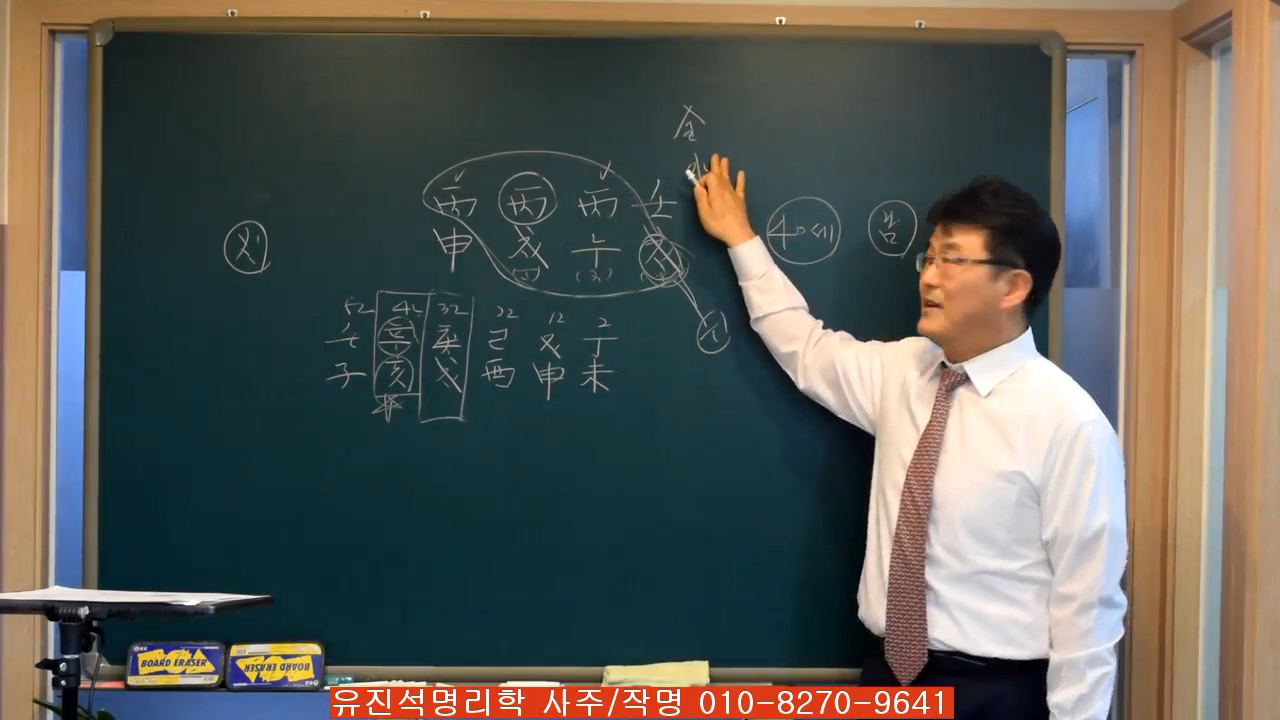 金
水
丙 丙 丙 壬
40세 봄
申 戌 午 戌
52 42 32 22 12 2
壬 辛 庚 己 戊 丁
子 亥 戌 酉 申 未
BOARD ERASER BOARD ERASER
유진석명리학 사주/작명 010-8270-9641